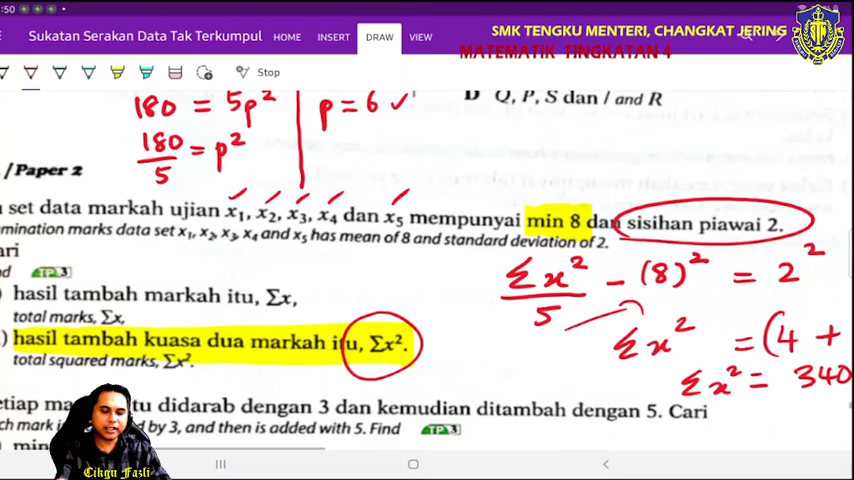 :50
SMK TENGKU MENTERI, CHANGKAT JERING
Sukatan Serakan Data Tak Terkumpul HOME INSERT DRAW VIEW
MATEMATIK TINGKATAN 4
Stop
180 = 5p² p = 6 ✓
D Q, P, S dan / and R
180/5 = p²
/ Paper 2
set data markah ujian x₁, x₂, x₃, x₄ dan x₅ mempunyai min 8 dan sisihan piawai 2.
mination marks data set x₁, x₂, x₃, x₄ and x₅ has mean of 8 and standard deviation of 2.
ari
nd TP3
Σx²/5 − (8)² = 2²
) hasil tambah markah itu, Σx,
total marks, Σx,
Σx² = (4 +
) hasil tambah kuasa dua markah itu, Σx².
total squared marks, Σx².
Σx² = 340
etiap ma tu didarab dengan 3 dan kemudian ditambah dengan 5. Cari
ch mark i d by 3, and then is added with 5. Find TP3
) min
Cikgu Fazli